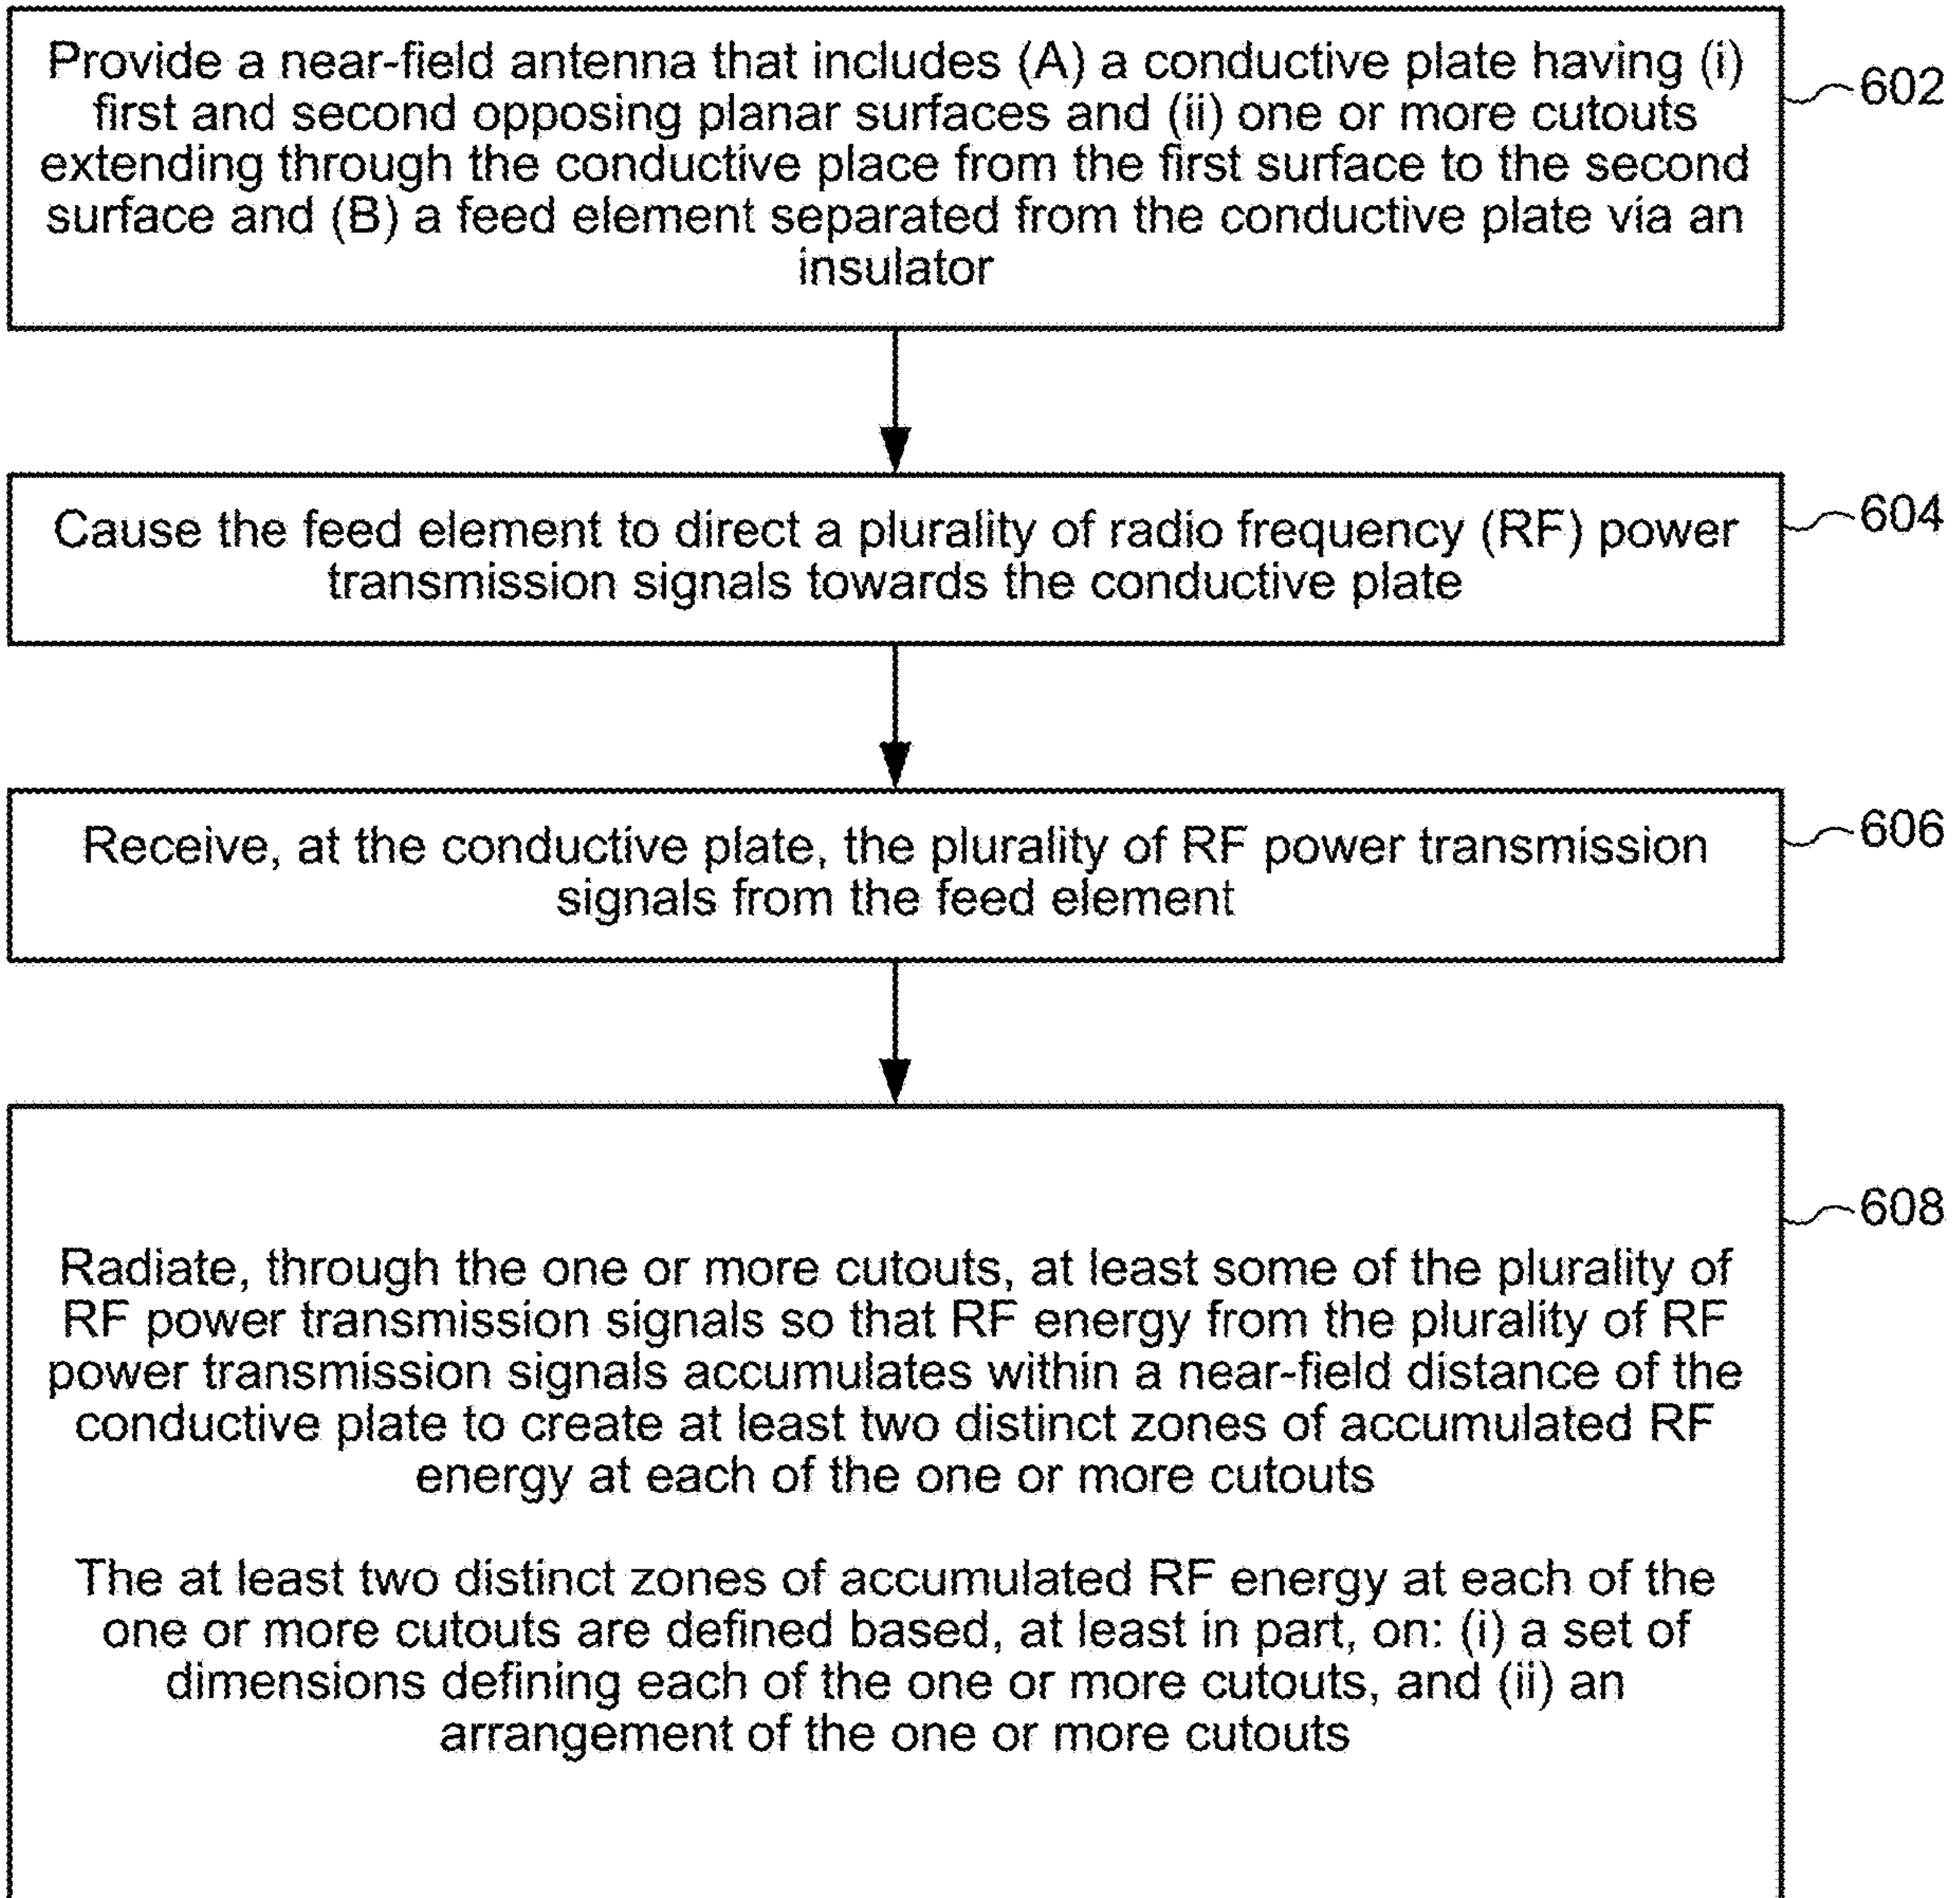 Provide a near-field antenna that includes (A) a conductive plate having (i)
first and second opposing planar surfaces and (ii) one or more cutouts
extending through the conductive place from the first surface to the second
surface and (B) a feed element separated from the conductive plate via an
insulator
602
Cause the feed element to direct a plurality of radio frequency (RF) power
transmission signals towards the conductive plate
604
Receive, at the conductive plate, the plurality of RF power transmission
signals from the feed element
606
Radiate, through the one or more cutouts, at least some of the plurality of
RF power transmission signals so that RF energy from the plurality of RF
power transmission signals accumulates within a near-field distance of the
conductive plate to create at least two distinct zones of accumulated RF
energy at each of the one or more cutouts
The at least two distinct zones of accumulated RF energy at each of the
one or more cutouts are defined based, at least in part, on: (i) a set of
dimensions defining each of the one or more cutouts, and (ii) an
arrangement of the one or more cutouts
608